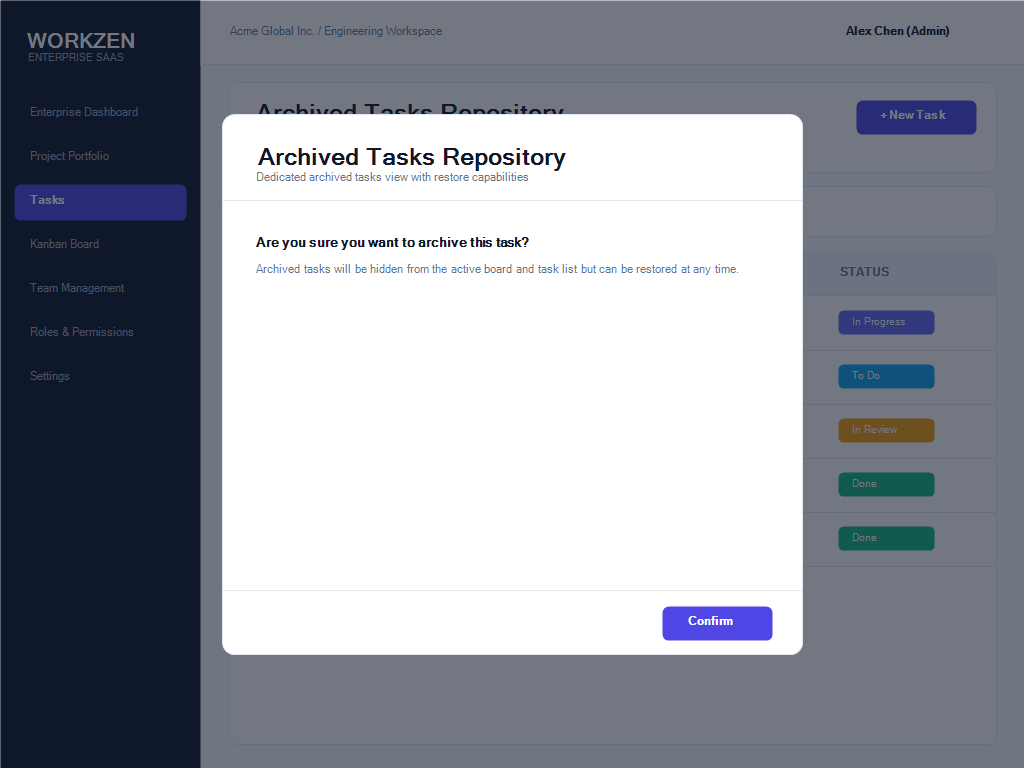 WORKZEN
ENTERPRISE SAAS
Enterprise Dashboard
Project Portfolio
Tasks
Kanban Board
Team Management
Roles & Permissions
Settings
Acme Global Inc. / Engineering Workspace
Alex Chen (Admin)
Archived Tasks Repository
+ New Task
Archived Tasks Repository
Dedicated archived tasks view with restore capabilities
Are you sure you want to archive this task?
Archived tasks will be hidden from the active board and task list but can be restored at any time.
Confirm
STATUS
In Progress
To Do
In Review
Done
Done